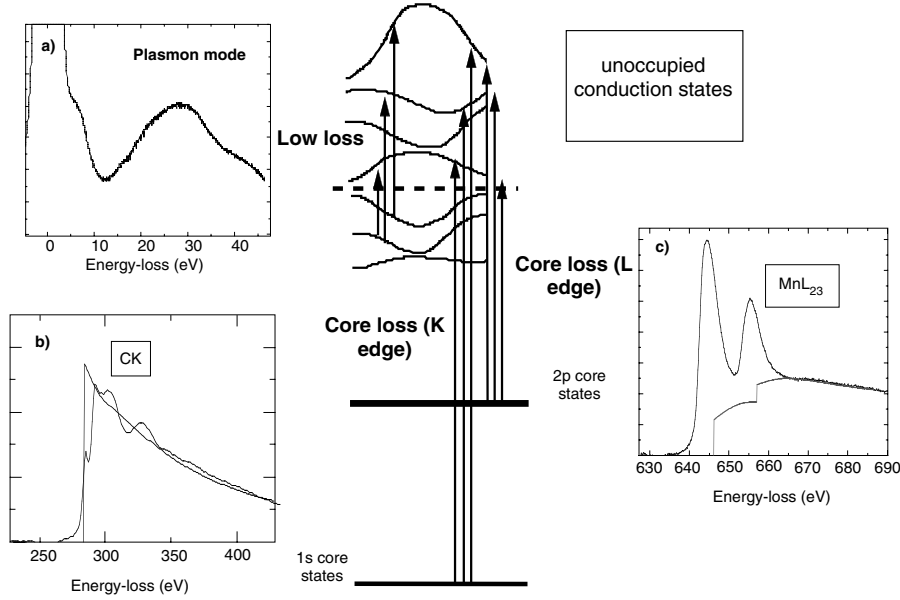 a)
Plasmon mode
0 10 20 30 40
Energy-loss (eV)
Low loss
unoccupied
conduction states
b)
CK
250 300 350 400
Energy-loss (eV)
Core loss (K
edge)
1s core
states
Core loss (L
edge)
2p core
states
c)
MnL23
630 640 650 660 670 680 690
Energy-loss (eV)